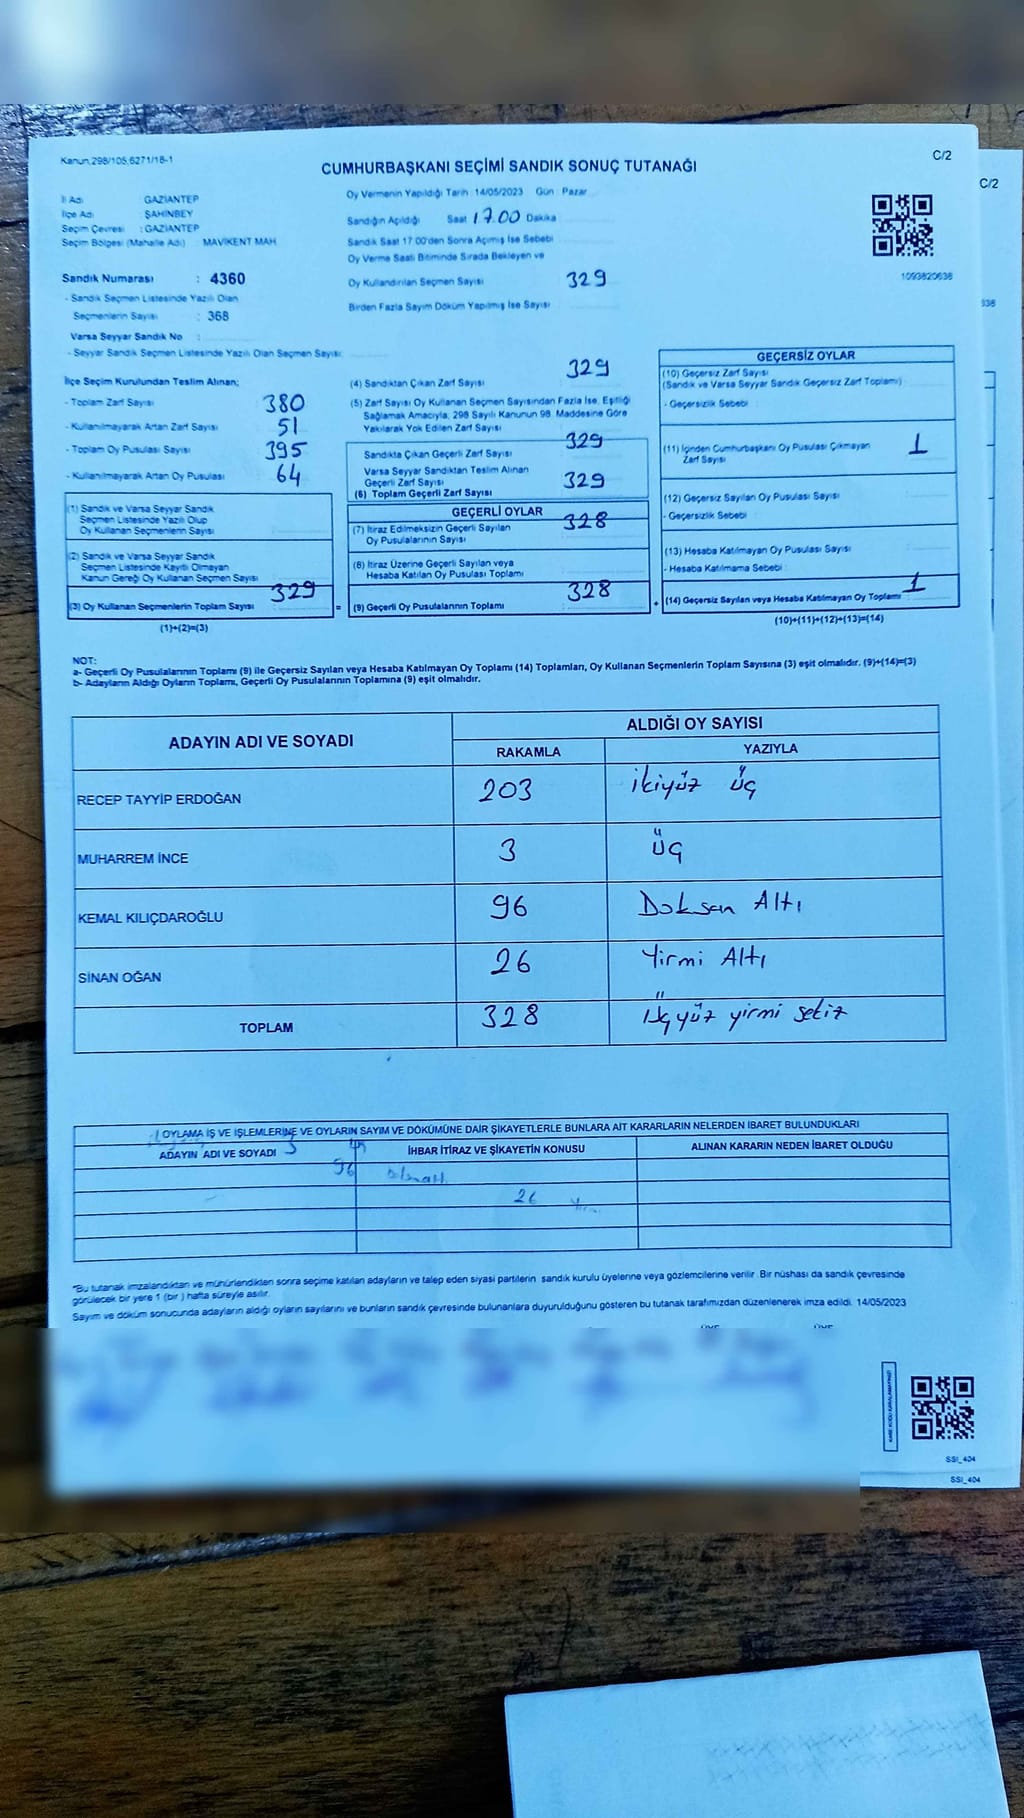 Kanun.298/105,6271/18-1
CUMHURBAŞKANI SEÇİMİ SANDIK SONUÇ TUTANAĞI
C/2
C/2
İl Adı GAZİANTEP
İlçe Adı ŞAHİNBEY
Seçim Çevresi : GAZİANTEP
Seçim Bölgesi (Mahalle Adı) MAVİKENT MAH
Oy Vermenin Yapıldığı Tarih : 14/05/2023 Gün : Pazar
Sandığın Açıldığı Saat 17.00 Dakika
Sandık Saat 17.00'den Sonra Açımış İse Sebebi
Oy Verme Saati Bitiminde Sırada Bekleyen ve
Oy Kullandırılan Seçmen Sayısı 329
Birden Fazla Sayım Döküm Yapılmış İse Sayısı
1093820636
Sandık Numarası : 4360
- Sandık Seçmen Listesinde Yazılı Olan
Seçmenlerin Sayısı : 368
Varsa Seyyar Sandık No :
- Seyyar Sandık Seçmen Listesinde Yazılı Olan Seçmen Sayısı:
İlçe Seçim Kurulundan Teslim Alınan;
- Toplam Zarf Sayısı 380
- Kullanılmayarak Artan Zarf Sayısı 51
- Toplam Oy Pusulası Sayısı 395
- Kullanılmayarak Artan Oy Pusulası 64
(1) Sandık ve Varsa Seyyar Sandık
Seçmen Listesinde Yazılı Olup
Oy Kullanan Seçmenlerin Sayısı
(2) Sandık ve Varsa Seyyar Sandık
Seçmen Listesinde Kayıtlı Olmayan
Kanun Gereği Oy Kullanan Seçmen Sayısı
(3) Oy Kullanan Seçmenlerin Toplam Sayısı 329 =
(1)+(2)=(3)
(4) Sandıktan Çıkan Zarf Sayısı 329
(5) Zarf Sayısı Oy Kullanan Seçmen Sayısından Fazla İse, Eşitliği
Sağlamak Amacıyla, 298 Sayılı Kanunun 98. Maddesine Göre
Yakılarak Yok Edilen Zarf Sayısı
Sandıkta Çıkan Geçerli Zarf Sayısı 329
Varsa Seyyar Sandıktan Teslim Alınan
Geçerli Zarf Sayısı
(6) Toplam Geçerli Zarf Sayısı 329
GEÇERLİ OYLAR
(7) İtiraz Edilmeksizin Geçerli Sayılan 328
Oy Pusulalarının Sayısı
(8) İtiraz Üzerine Geçerli Sayılan veya
Hesaba Katılan Oy Pusulası Toplamı
(9) Geçerli Oy Pusulalarının Toplamı 328 +
GEÇERSİZ OYLAR
(10) Geçersiz Zarf Sayısı
(Sandık ve Varsa Seyyar Sandık Geçersiz Zarf Toplamı)
- Geçersizlik Sebebi :
(11) İçinden Cumhurbaşkanı Oy Pusulası Çıkmayan 1
Zarf Sayısı
(12) Geçersiz Sayılan Oy Pusulası Sayısı
- Geçersizlik Sebebi
(13) Hesaba Katılmayan Oy Pusulası Sayısı
- Hesaba Katılmama Sebebi :
(14) Geçersiz Sayılan veya Hesaba Katılmayan Oy Toplamı 1
(10)+(11)+(12)+(13)=(14)
NOT:
a- Geçerli Oy Pusulalarının Toplamı (9) ile Geçersiz Sayılan veya Hesaba Katılmayan Oy Toplamı (14) Toplamları, Oy Kullanan Seçmenlerin Toplam Sayısına (3) eşit olmalıdır. (9)+(14)=(3)
b- Adayların Aldığı Oyların Toplamı, Geçerli Oy Pusulalarının Toplamına (9) eşit olmalıdır.
ADAYIN ADI VE SOYADI ALDIĞI OY SAYISI
RAKAMLA YAZIYLA
RECEP TAYYİP ERDOĞAN 203 İkiyüz üç
MUHARREM İNCE 3 üç
KEMAL KILIÇDAROĞLU 96 Doksan Altı
SİNAN OĞAN 26 Yirmi Altı
TOPLAM 328 Üçyüz yirmi sekiz
OYLAMA İŞ VE İŞLEMLERİNE VE OYLARIN SAYIM VE DÖKÜMÜNE DAİR ŞİKAYETLERLE BUNLARA AİT KARARLARIN NELERDEN İBARET BULUNDUKLARI
ADAYIN ADI VE SOYADI 3 İHBAR İTİRAZ VE ŞİKAYETİN KONUSU ALINAN KARARIN NEDEN İBARET OLDUĞU
96
26
*Bu tutanak imzalandıktan ve mühürlendikten sonra seçime katılan adayların ve talep eden siyasi partilerin sandık kurulu üyelerine veya gözlemcilerine verilir. Bir nüshası da sandık çevresinde
görülecek bir yere 1 (bir ) hafta süreyle asılır.
Sayım ve döküm sonucunda adayların aldığı oyların sayılarını ve bunların sandık çevresinde bulunanlara duyurulduğunu gösteren bu tutanak tarafımızdan düzenlenerek imza edildi. 14/05/2023
SSI_404
SSI_404